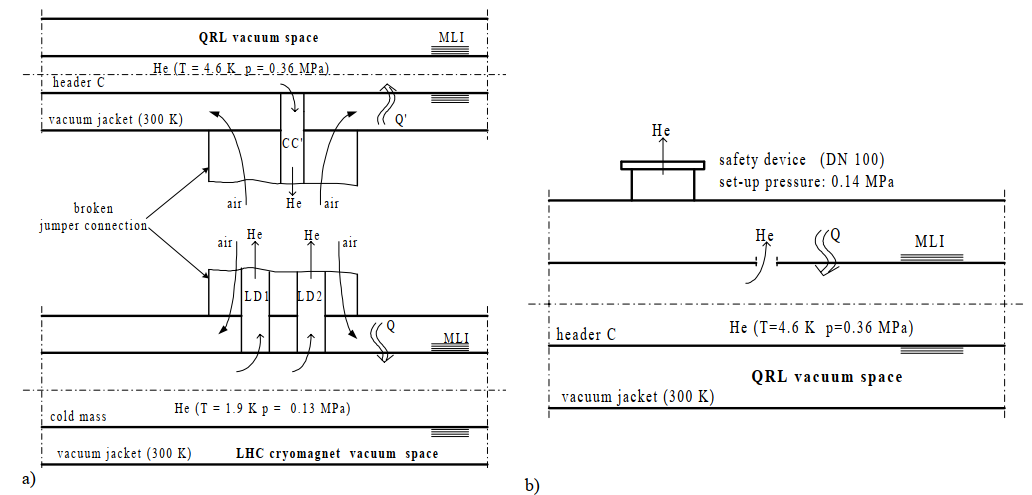 QRL vacuum space
MLI
He (T = 4.6 K p = 0.36 MPa)
header C
vacuum jacket (300 K)
Q'
CC'
air
He
air
broken
jumper connection
air
He
He
air
LD1
LD2
Q
MLI
He (T = 1.9 K p = 0.13 MPa)
cold mass
vacuum jacket (300 K)
LHC cryomagnet vacuum space
a)
He
safety device (DN 100)
set-up pressure: 0.14 MPa
He
Q
MLI
He (T=4.6 K p=0.36 MPa)
header C
QRL vacuum space
vacuum jacket (300 K)
b)